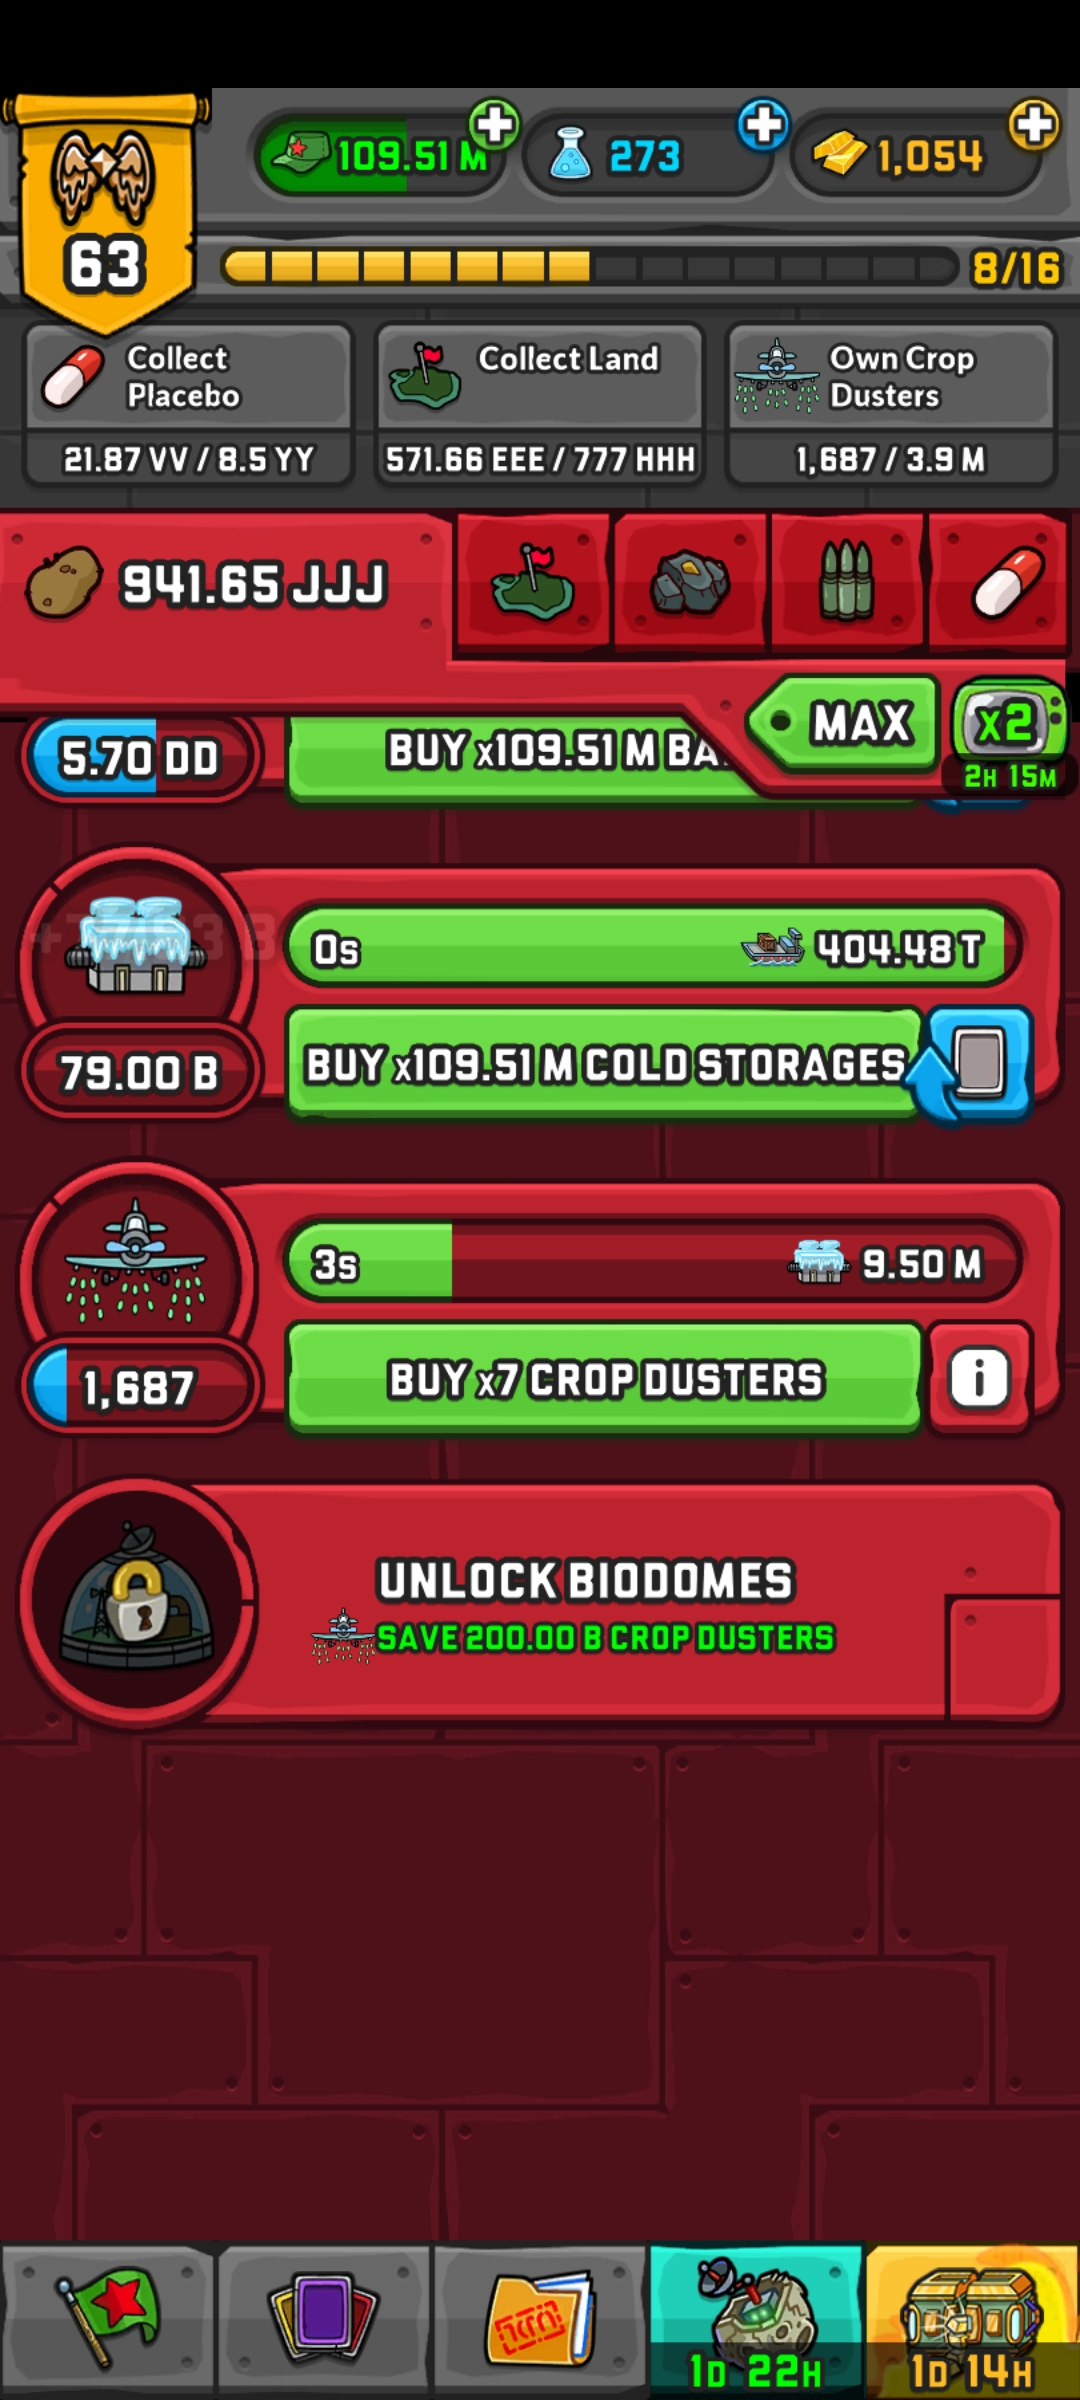 109.51 M
273
1,054
63
8/16
Collect
Placebo
Collect Land
Own Crop
Dusters
21.87 VV / 8.5 YY
571.66 EEE / 777 HHH
1,687 / 3.9 M
941.65 JJJ
MAX
X2
2H 15M
5.70 DD
BUY x109.51 M BA
0s
404.48 T
79.00 B
BUY x109.51 M COLD STORAGES
3s
9.50 M
1,687
BUY x7 CROP DUSTERS
i
UNLOCK BIODOMES
SAVE 200.00 B CROP DUSTERS
1D 22H
1D 14H